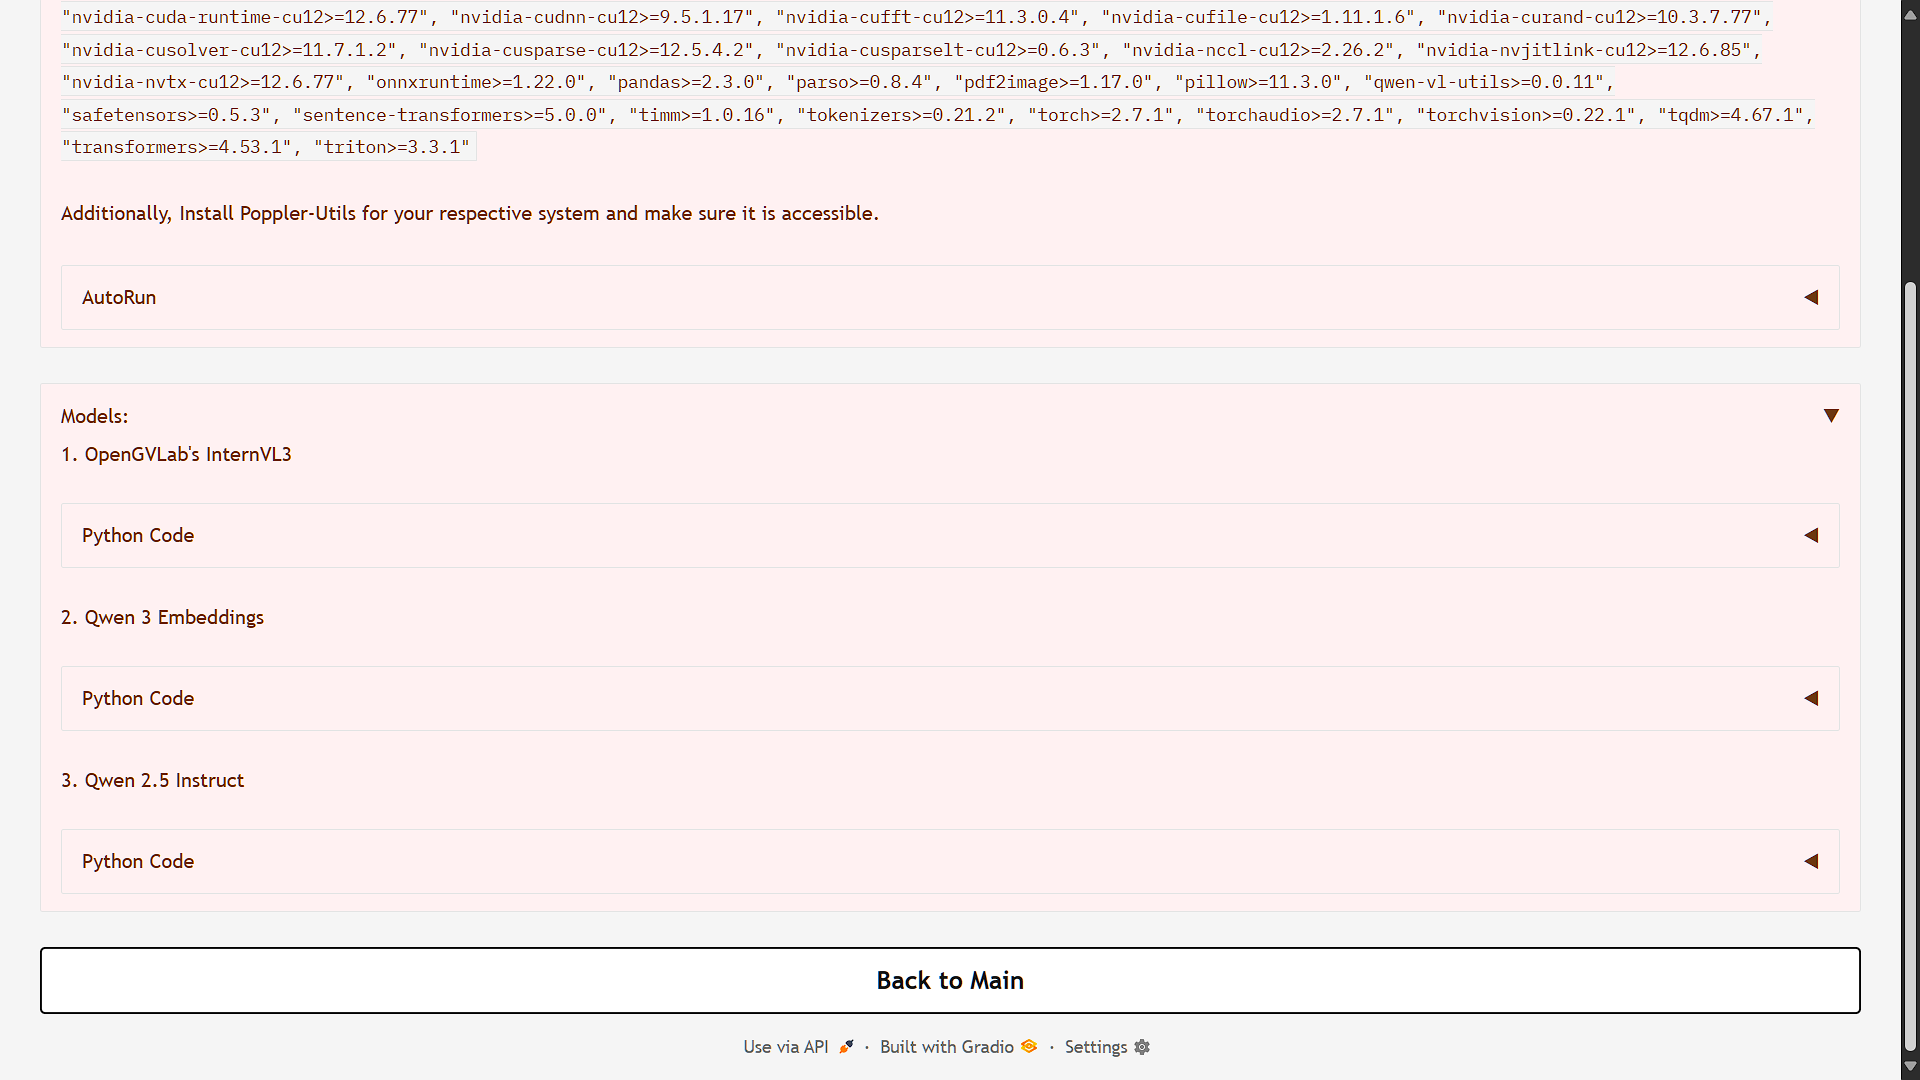 "nvidia-cuda-runtime-cu12>=12.6.77", "nvidia-cudnn-cu12>=9.5.1.17", "nvidia-cufft-cu12>=11.3.0.4", "nvidia-cufile-cu12>=1.11.1.6", "nvidia-curand-cu12>=10.3.7.77",
"nvidia-cusolver-cu12>=11.7.1.2", "nvidia-cusparse-cu12>=12.5.4.2", "nvidia-cusparselt-cu12>=0.6.3", "nvidia-nccl-cu12>=2.26.2", "nvidia-nvjitlink-cu12>=12.6.85",
"nvidia-nvtx-cu12>=12.6.77", "onnxruntime>=1.22.0", "pandas>=2.3.0", "parso>=0.8.4", "pdf2image>=1.17.0", "pillow>=11.3.0", "qwen-vl-utils>=0.0.11",
"safetensors>=0.5.3", "sentence-transformers>=5.0.0", "timm>=1.0.16", "tokenizers>=0.21.2", "torch>=2.7.1", "torchaudio>=2.7.1", "torchvision>=0.22.1", "tqdm>=4.67.1",
"transformers>=4.53.1", "triton>=3.3.1"
Additionally, Install Poppler-Utils for your respective system and make sure it is accessible.
AutoRun
Models:
1. OpenGVLab's InternVL3
Python Code
2. Qwen 3 Embeddings
Python Code
3. Qwen 2.5 Instruct
Python Code
Back to Main
Use via API · Built with Gradio · Settings